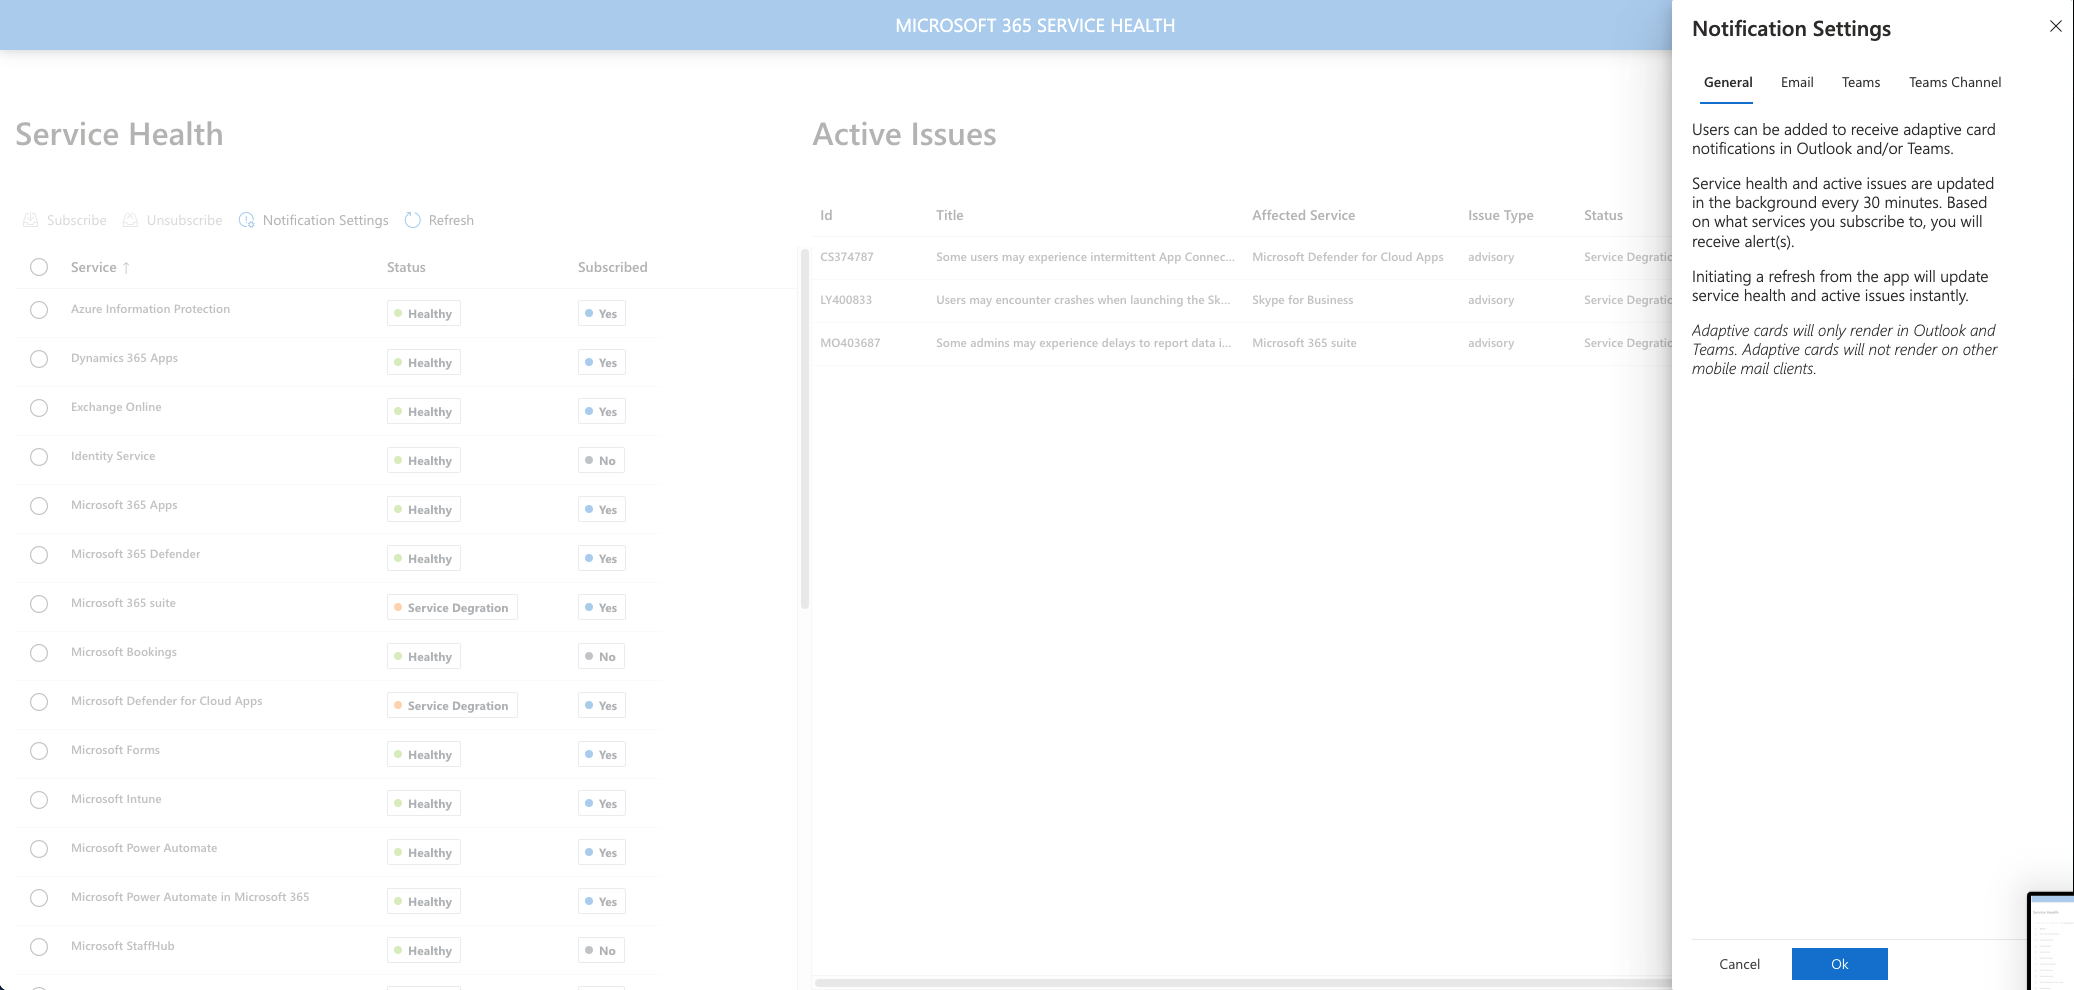 MICROSOFT 365 SERVICE HEALTH
Service Health
Subscribe Unsubscribe Notification Settings Refresh
Service ↑ Status Subscribed
Azure Information Protection Healthy Yes
Dynamics 365 Apps Healthy Yes
Exchange Online Healthy Yes
Identity Service Healthy No
Microsoft 365 Apps Healthy Yes
Microsoft 365 Defender Healthy Yes
Microsoft 365 suite Service Degration Yes
Microsoft Bookings Healthy No
Microsoft Defender for Cloud Apps Service Degration Yes
Microsoft Forms Healthy Yes
Microsoft Intune Healthy Yes
Microsoft Power Automate Healthy Yes
Microsoft Power Automate in Microsoft 365 Healthy Yes
Microsoft StaffHub Healthy No
Active Issues
Id Title Affected Service Issue Type Status
CS374787 Some users may experience intermittent App Connec... Microsoft Defender for Cloud Apps advisory Service Degratic
LY400833 Users may encounter crashes when launching the Sk... Skype for Business advisory Service Degratic
MO403687 Some admins may experience delays to report data i... Microsoft 365 suite advisory Service Degratic
Notification Settings
General Email Teams Teams Channel
Users can be added to receive adaptive card
notifications in Outlook and/or Teams.
Service health and active issues are updated
in the background every 30 minutes. Based
on what services you subscribe to, you will
receive alert(s).
Initiating a refresh from the app will update
service health and active issues instantly.
Adaptive cards will only render in Outlook and
Teams. Adaptive cards will not render on other
mobile mail clients.
Cancel Ok